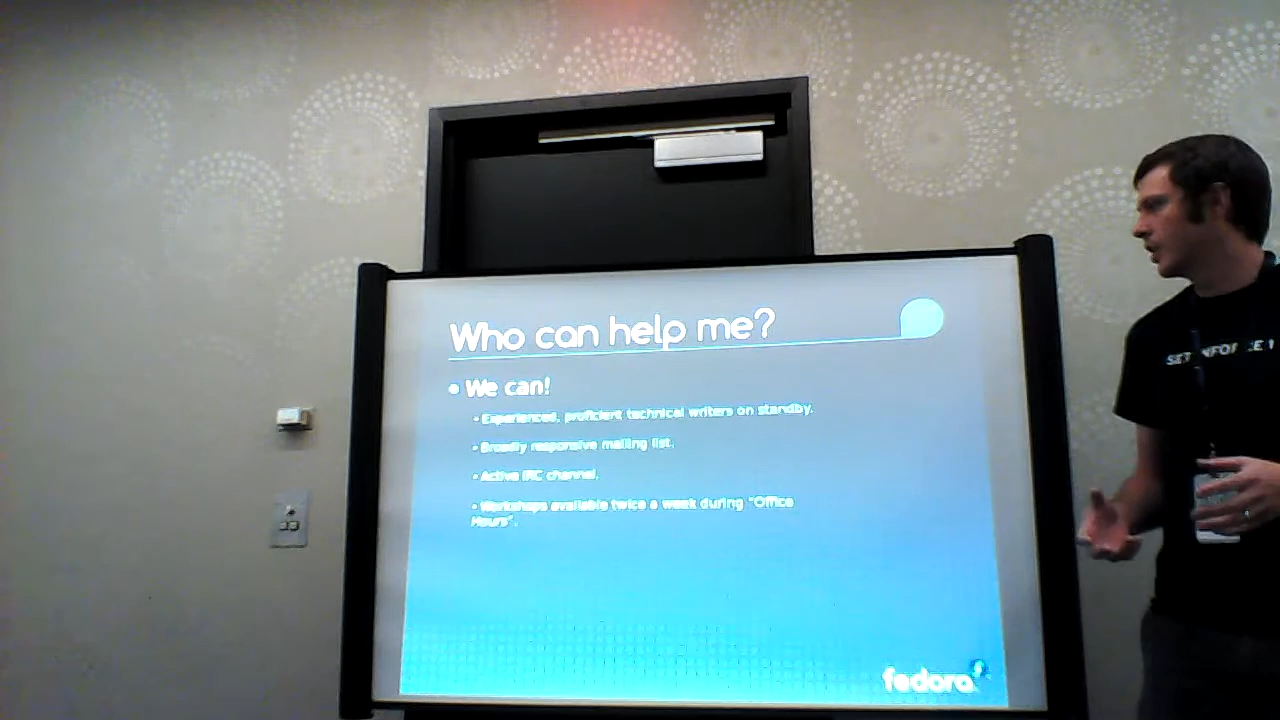 Who can help me?
We can!
Experienced, proficient technical writers on standby.
Broadly responsive mailing list.
Active IRC channel.
Workshops available twice a week during "Office
Hours".
fedora
SET